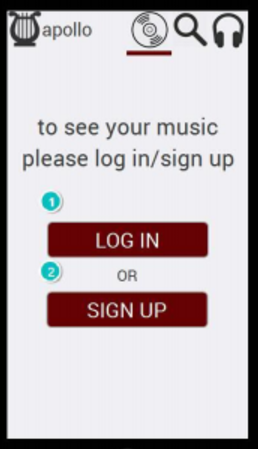 apollo
to see your music
please log in/sign up
1
LOG IN
2
OR
SIGN UP